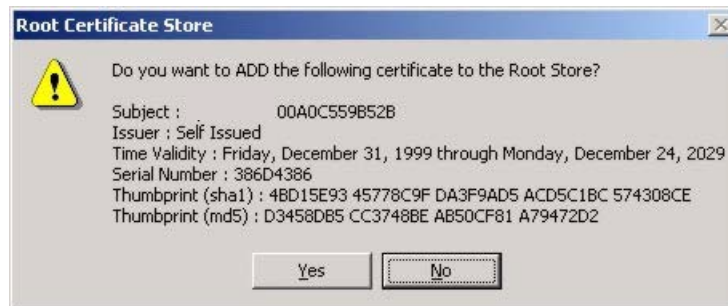 Root Certificate Store
Do you want to ADD the following certificate to the Root Store?
Subject : 00A0C559B52B
Issuer : Self Issued
Time Validity : Friday, December 31, 1999 through Monday, December 24, 2029
Serial Number : 386D4386
Thumbprint (sha1) : 4BD15E93 45778C9F DA3F9AD5 ACD5C1BC 574308CE
Thumbprint (md5) : D3458DB5 CC3748BE AB50CF81 A79472D2
Yes No